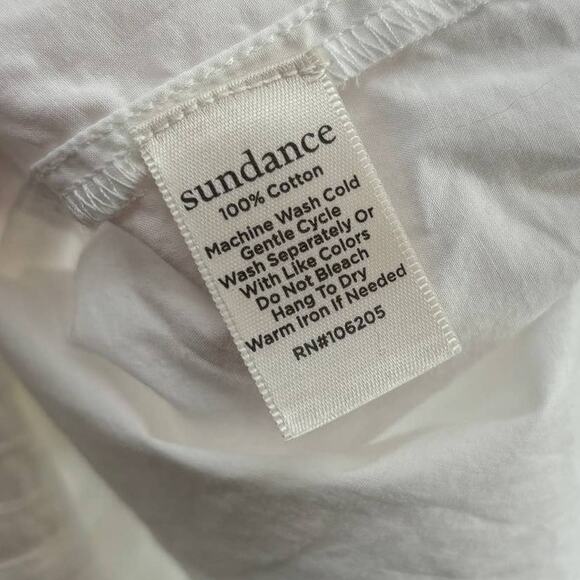 sundance
100% Cotton
Machine Wash Cold
Gentle Cycle
Wash Separately Or
With Like Colors
Do Not Bleach
Hang To Dry
Warm Iron If Needed
RN#106205